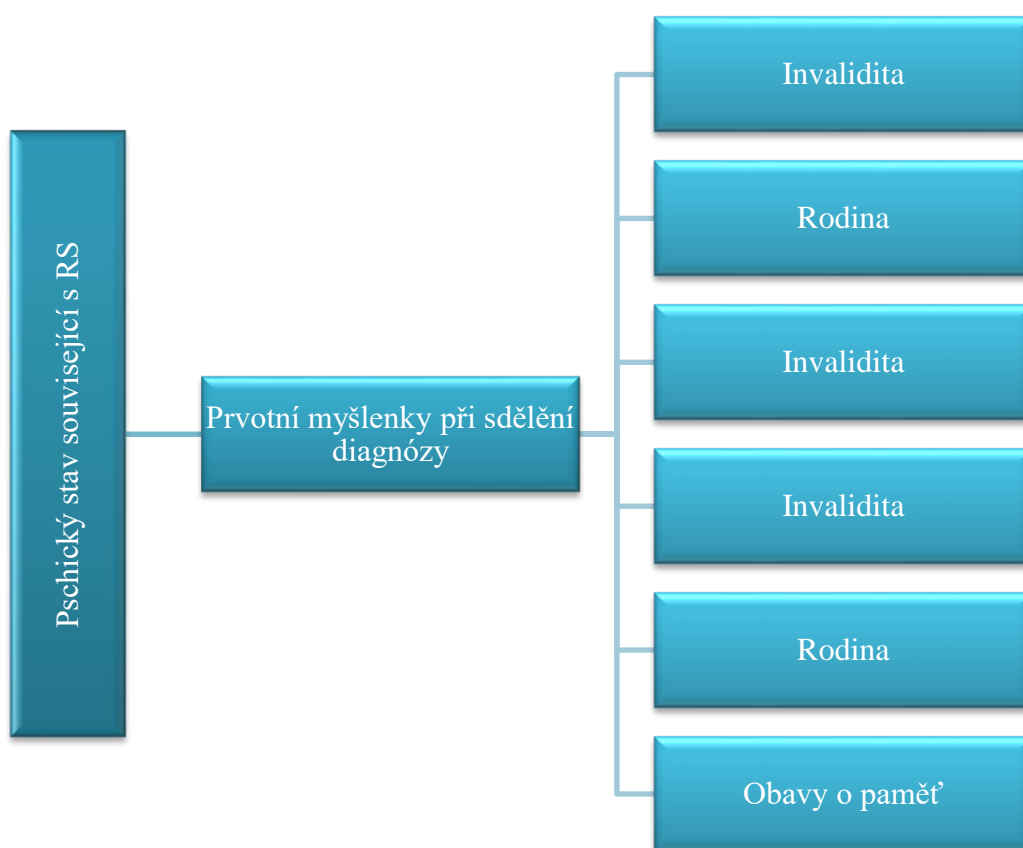 Pschický stav související s RS
Prvotní myšlenky při sdělění
diagnózy
Invalidita
Rodina
Invalidita
Invalidita
Rodina
Obavy o paměť